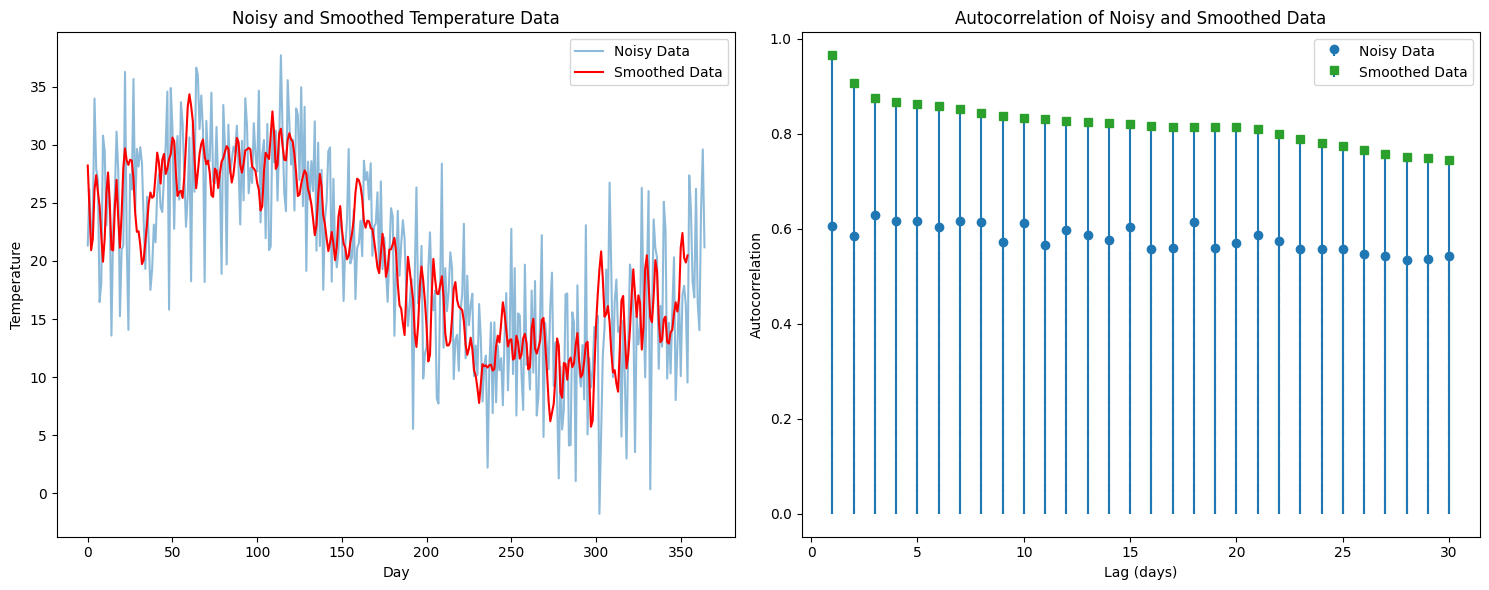 Noisy and Smoothed Temperature Data
Noisy Data
Smoothed Data
Temperature
35
30
25
20
15
10
5
0
0
50
100
150
200
250
300
350
Day
Autocorrelation of Noisy and Smoothed Data
Noisy Data
Smoothed Data
Autocorrelation
1.0
0.8
0.6
0.4
0.2
0.0
0
5
10
15
20
25
30
Lag (days)